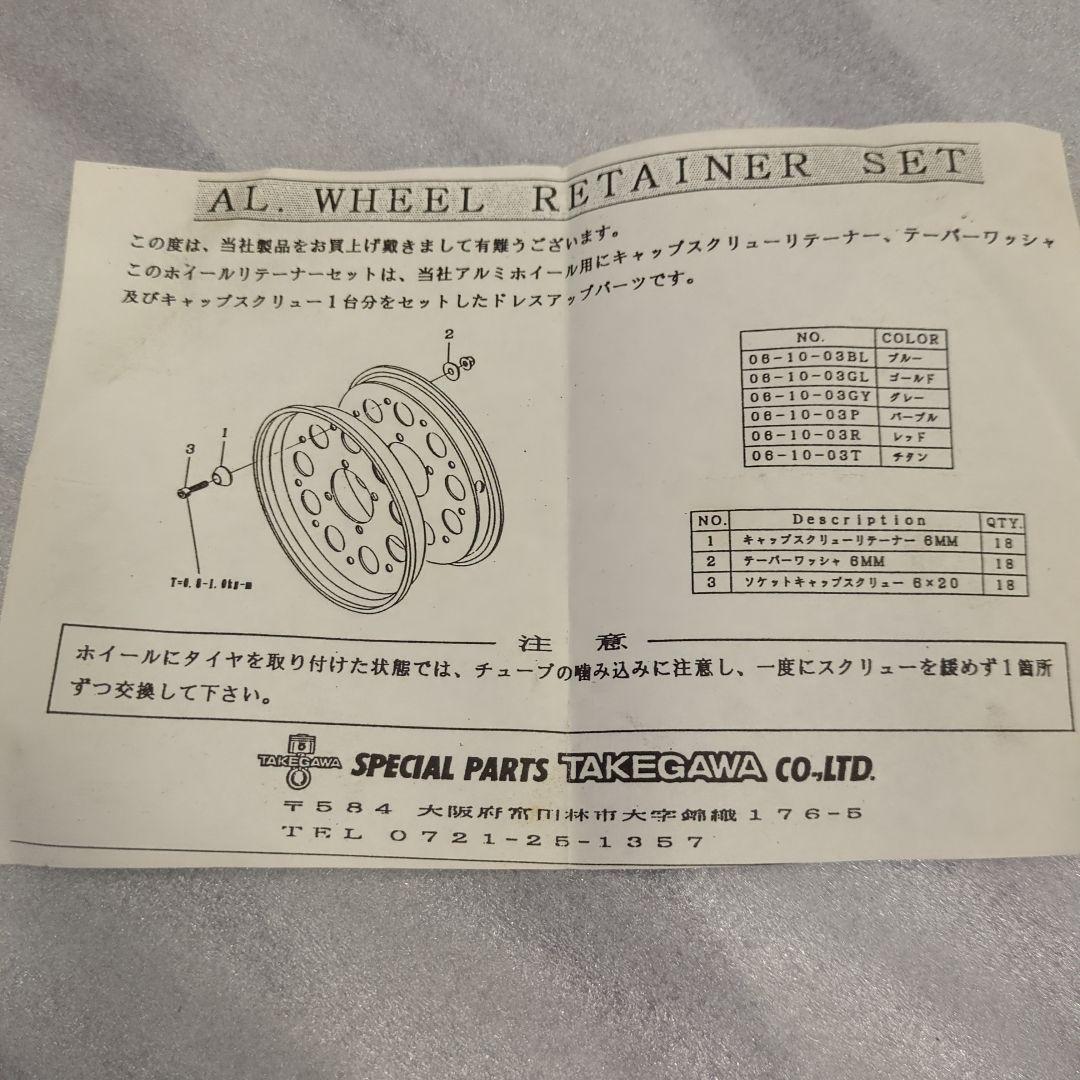 AL. WHEEL RETAINER SET
この度は、当社製品をお買上げ戴きまして有難うございます。
このホイールリテーナーセットは、当社アルミホイール用にキャップスクリューリテーナー、テーパーワッシャ
及びキャップスクリュー1台分をセットしたドレスアップパーツです。
2
1
3
T=0.8-1.0kg-m
NO. COLOR
06-10-03BL ブルー
06-10-03GL ゴールド
06-10-03GY グレー
06-10-03P パープル
06-10-03R レッド
06-10-03T チタン
NO. Description QTY.
1 キャップスクリューリテーナー 6MM 18
2 テーパーワッシャ 6MM 18
3 ソケットキャップスクリュー 6×20 18
注 意
ホイールにタイヤを取り付けた状態では、チューブの噛み込みに注意し、一度にスクリューを緩めず1箇所
ずつ交換して下さい。
TAKEGAWA SPECIAL PARTS TAKEGAWA CO.,LTD.
〒584 大阪府富田林市大字錦織176-5
TEL 0721-25-1357